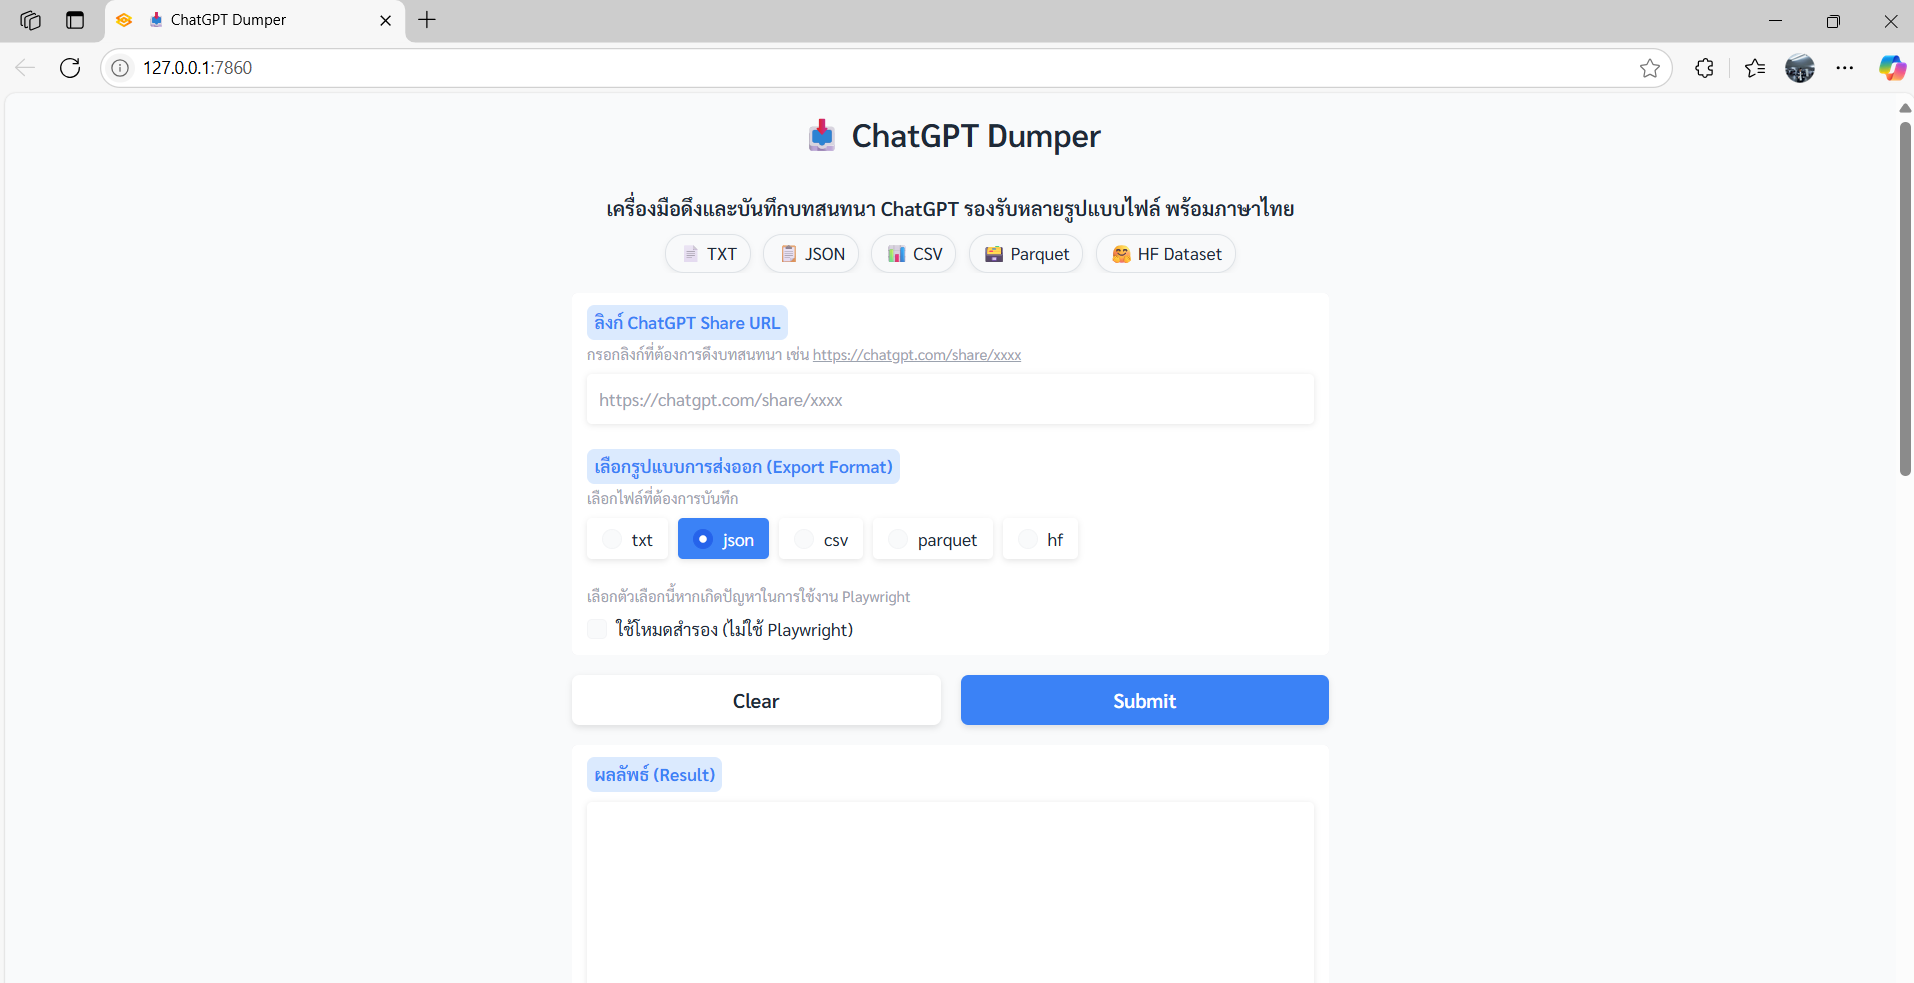 ChatGPT Dumper
127.0.0.1:7860
ChatGPT Dumper
เครื่องมือดึงและบันทึกบทสนทนา ChatGPT รองรับหลายรูปแบบไฟล์ พร้อมภาษาไทย
TXT JSON CSV Parquet HF Dataset
ลิงก์ ChatGPT Share URL
กรอกลิงก์ที่ต้องการดึงบทสนทนา เช่น https://chatgpt.com/share/xxxx
https://chatgpt.com/share/xxxx
เลือกรูปแบบการส่งออก (Export Format)
เลือกไฟล์ที่ต้องการบันทึก
txt json csv parquet hf
เลือกตัวเลือกนี้หากเกิดปัญหาในการใช้งาน Playwright
ใช้โหมดสำรอง (ไม่ใช้ Playwright)
Clear Submit
ผลลัพธ์ (Result)